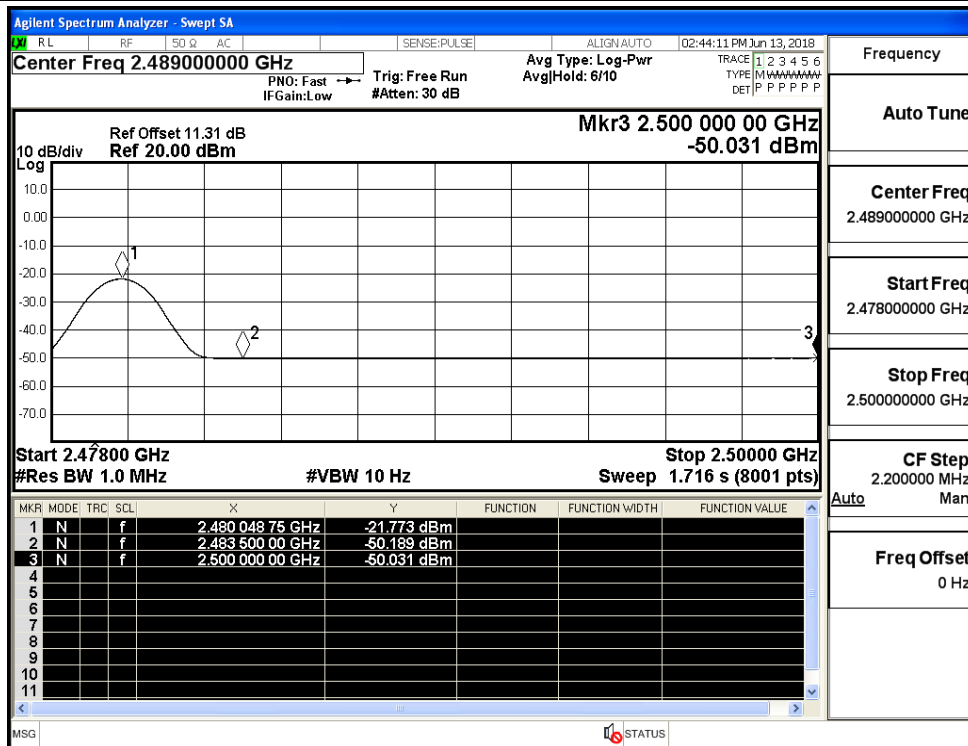 Agilent Spectrum Analyzer - Swept SA
LXI RL RF 50 Ω AC SENSE:PULSE ALIGN AUTO 02:44:11 PM Jun 13, 2018
Center Freq 2.489000000 GHz
PNO: Fast
IFGain:Low
Trig: Free Run
#Atten: 30 dB
Avg Type: Log-Pwr
Avg|Hold: 6/10
TRACE 1 2 3 4 5 6
TYPE M W W W W W
DET P P P P P P
Ref Offset 11.31 dB
10 dB/div Ref 20.00 dBm
Log
Mkr3 2.500 000 00 GHz
-50.031 dBm
10.0
0.00
-10.0
-20.0
-30.0
-40.0
-50.0
-60.0
-70.0
1
2
3
Start 2.47800 GHz Stop 2.50000 GHz
#Res BW 1.0 MHz #VBW 10 Hz Sweep 1.716 s (8001 pts)
MKR MODE TRC SCL X Y FUNCTION FUNCTION WIDTH FUNCTION VALUE
1 N f 2.480 048 75 GHz -21.773 dBm
2 N f 2.483 500 00 GHz -50.189 dBm
3 N f 2.500 000 00 GHz -50.031 dBm
4
5
6
7
8
9
10
11
MSG STATUS
Frequency
Auto Tune
Center Freq
2.489000000 GHz
Start Freq
2.478000000 GHz
Stop Freq
2.500000000 GHz
CF Step
2.200000 MHz
Auto Man
Freq Offset
0 Hz